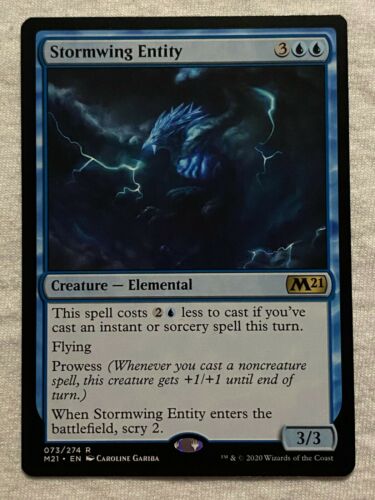 Stormwing Entity 3
Creature — Elemental M21
This spell costs 2 less to cast if you've
cast an instant or sorcery spell this turn.
Flying
Prowess (Whenever you cast a noncreature
spell, this creature gets +1/+1 until end of
turn.)
When Stormwing Entity enters the
battlefield, scry 2.
3/3
073/274 R
M21 • EN Caroline Gariba ™ & © 2020 Wizards of the Coast